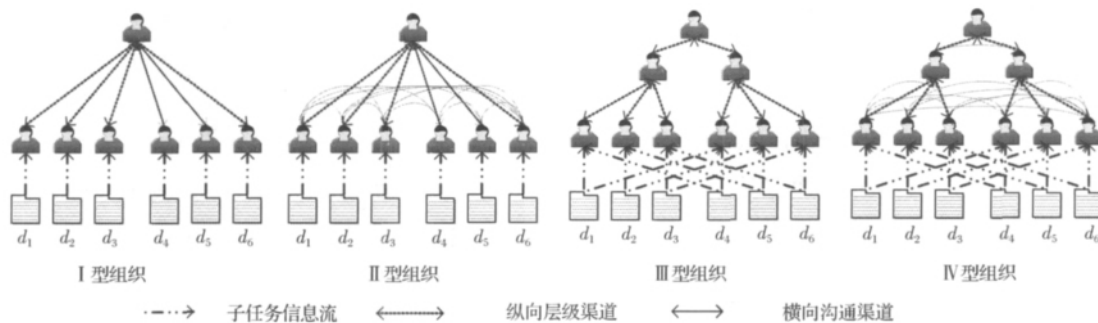 d₁ d₂ d₃ d₄ d₅ d₆ d₁ d₂ d₃ d₄ d₅ d₆ d₁ d₂ d₃ d₄ d₅ d₆ d₁ d₂ d₃ d₄ d₅ d₆
Ⅰ型组织 Ⅱ型组织 Ⅲ型组织 Ⅳ型组织
子任务信息流 纵向层级渠道 横向沟通渠道